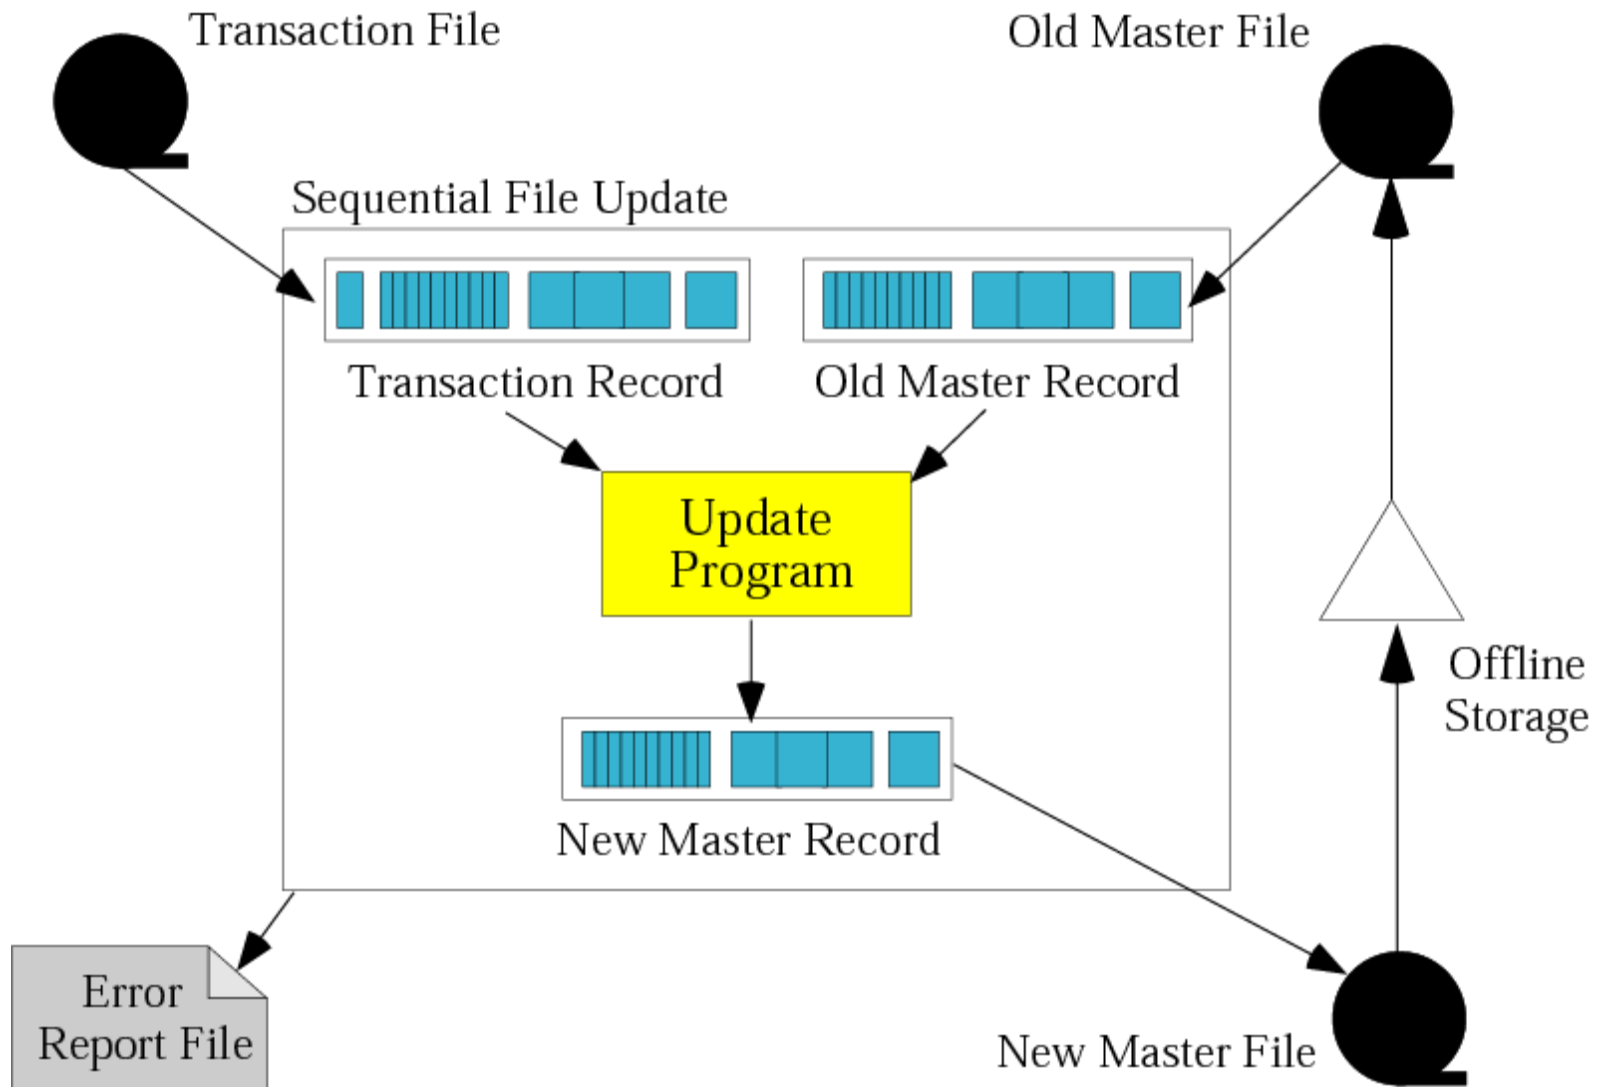 Transaction File
Old Master File
Sequential File Update
Transaction Record
Old Master Record
Update
Program
Offline
Storage
New Master Record
Error
Report File
New Master File